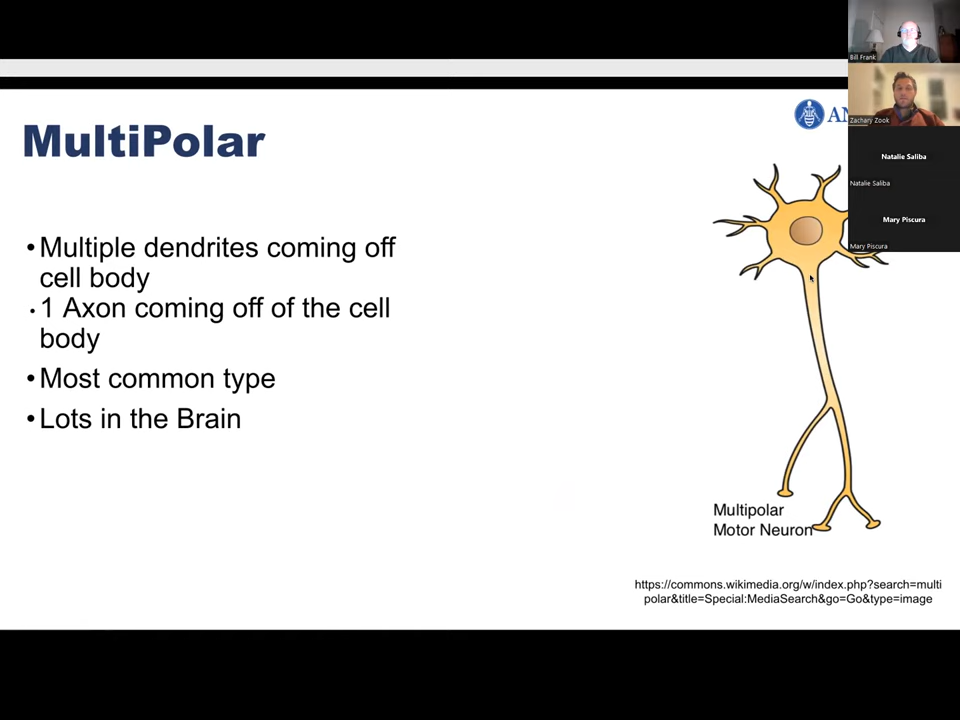 MultiPolar
•Multiple dendrites coming off
cell body
•1 Axon coming off of the cell
body
•Most common type
•Lots in the Brain
Multipolar
Motor Neuron
https://commons.wikimedia.org/w/index.php?search=multi
polar&title=Special:MediaSearch&go=Go&type=image
Bill Frank
Zachary Zook
Natalie Saliba
Natalie Saliba
Mary Piscura
Mary Piscura